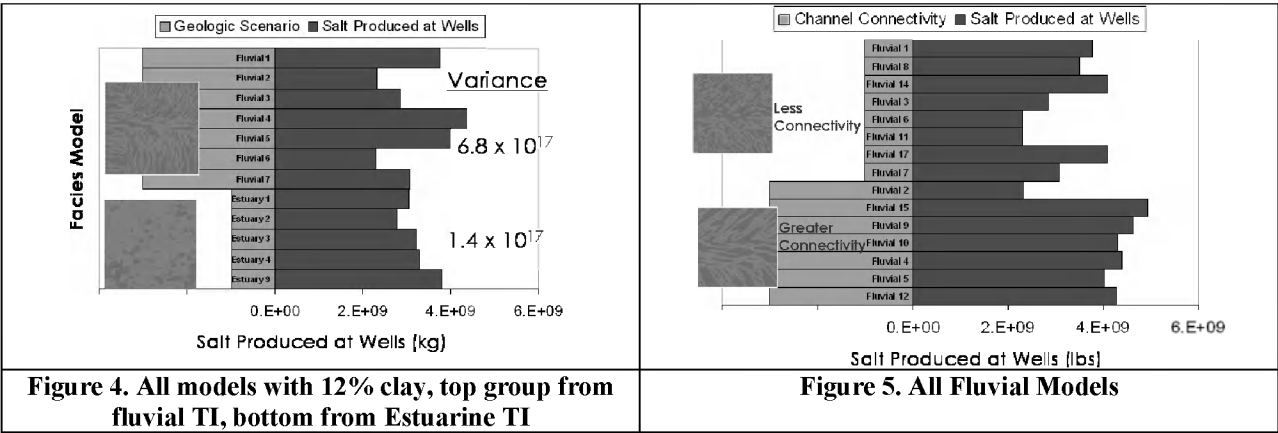 Geologic Scenario Salt Produced at Wells
Facies Model
Fluvial 1
Fluvial 2
Fluvial 3
Fluvial 4
Fluvial 5
Fluvial 6
Fluvial 7
Estuary 1
Estuary 2
Estuary 3
Estuary 4
Estuary 9
Variance
6.8 x 10^17
1.4 x 10^17
0.E+00 2.E+09 4.E+09 6.E+09
Salt Produced at Wells (kg)
Figure 4. All models with 12% clay, top group from
fluvial TI, bottom from Estuarine TI
Channel Connectivity Salt Produced at Wells
Fluvial 1
Fluvial 8
Fluvial 14
Fluvial 3
Fluvial 6
Fluvial 11
Fluvial 17
Fluvial 7
Fluvial 2
Fluvial 15
Fluvial 9
Fluvial 10
Fluvial 4
Fluvial 5
Fluvial 12
Less
Connectivity
Greater
Connectivity
0.E+00 2.E+09 4.E+09 6.E+09
Salt Produced at Wells (lbs)
Figure 5. All Fluvial Models